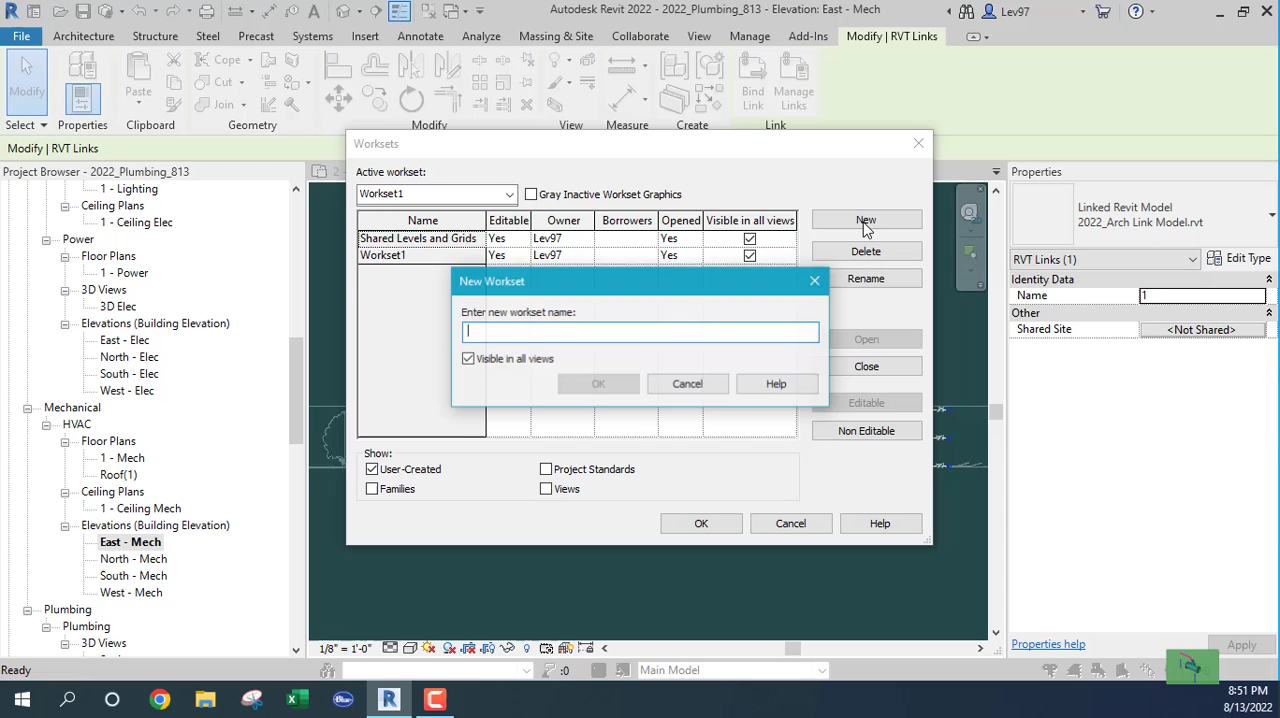 Autodesk Revit 2022 - 2022_Plumbing_813 - Elevation: East - Mech
Lev97
File Architecture Structure Steel Precast Systems Insert Annotate Analyze Massing & Site Collaborate View Manage Add-Ins Modify | RVT Links
Modify
Properties
Paste
Cope
Cut
Join
Bind Link
Manage Links
Select Properties Clipboard Geometry Modify View Measure Create Link
Modify | RVT Links
Project Browser - 2022_Plumbing_813
1 - Lighting
Ceiling Plans
1 - Ceiling Elec
Power
Floor Plans
1 - Power
3D Views
3D Elec
Elevations (Building Elevation)
East - Elec
North - Elec
South - Elec
West - Elec
Mechanical
HVAC
Floor Plans
1 - Mech
Roof(1)
Ceiling Plans
1 - Ceiling Mech
Elevations (Building Elevation)
East - Mech
North - Mech
South - Mech
West - Mech
Plumbing
Plumbing
3D Views
Worksets
Active workset:
Workset1
Gray Inactive Workset Graphics
Name Editable Owner Borrowers Opened Visible in all views
Shared Levels and Grids Yes Lev97 Yes
Workset1 Yes Lev97 Yes
New
Delete
Rename
Open
Close
Editable
Non Editable
New Workset
Enter new workset name:
Visible in all views
OK Cancel Help
Show:
User-Created Project Standards
Families Views
OK Cancel Help
Properties
Linked Revit Model
2022_Arch Link Model.rvt
RVT Links (1) Edit Type
Identity Data
Name 1
Other
Shared Site <Not Shared>
Properties help Apply
1/8" = 1'-0"
Ready
:0
Main Model
8:51 PM
8/13/2022